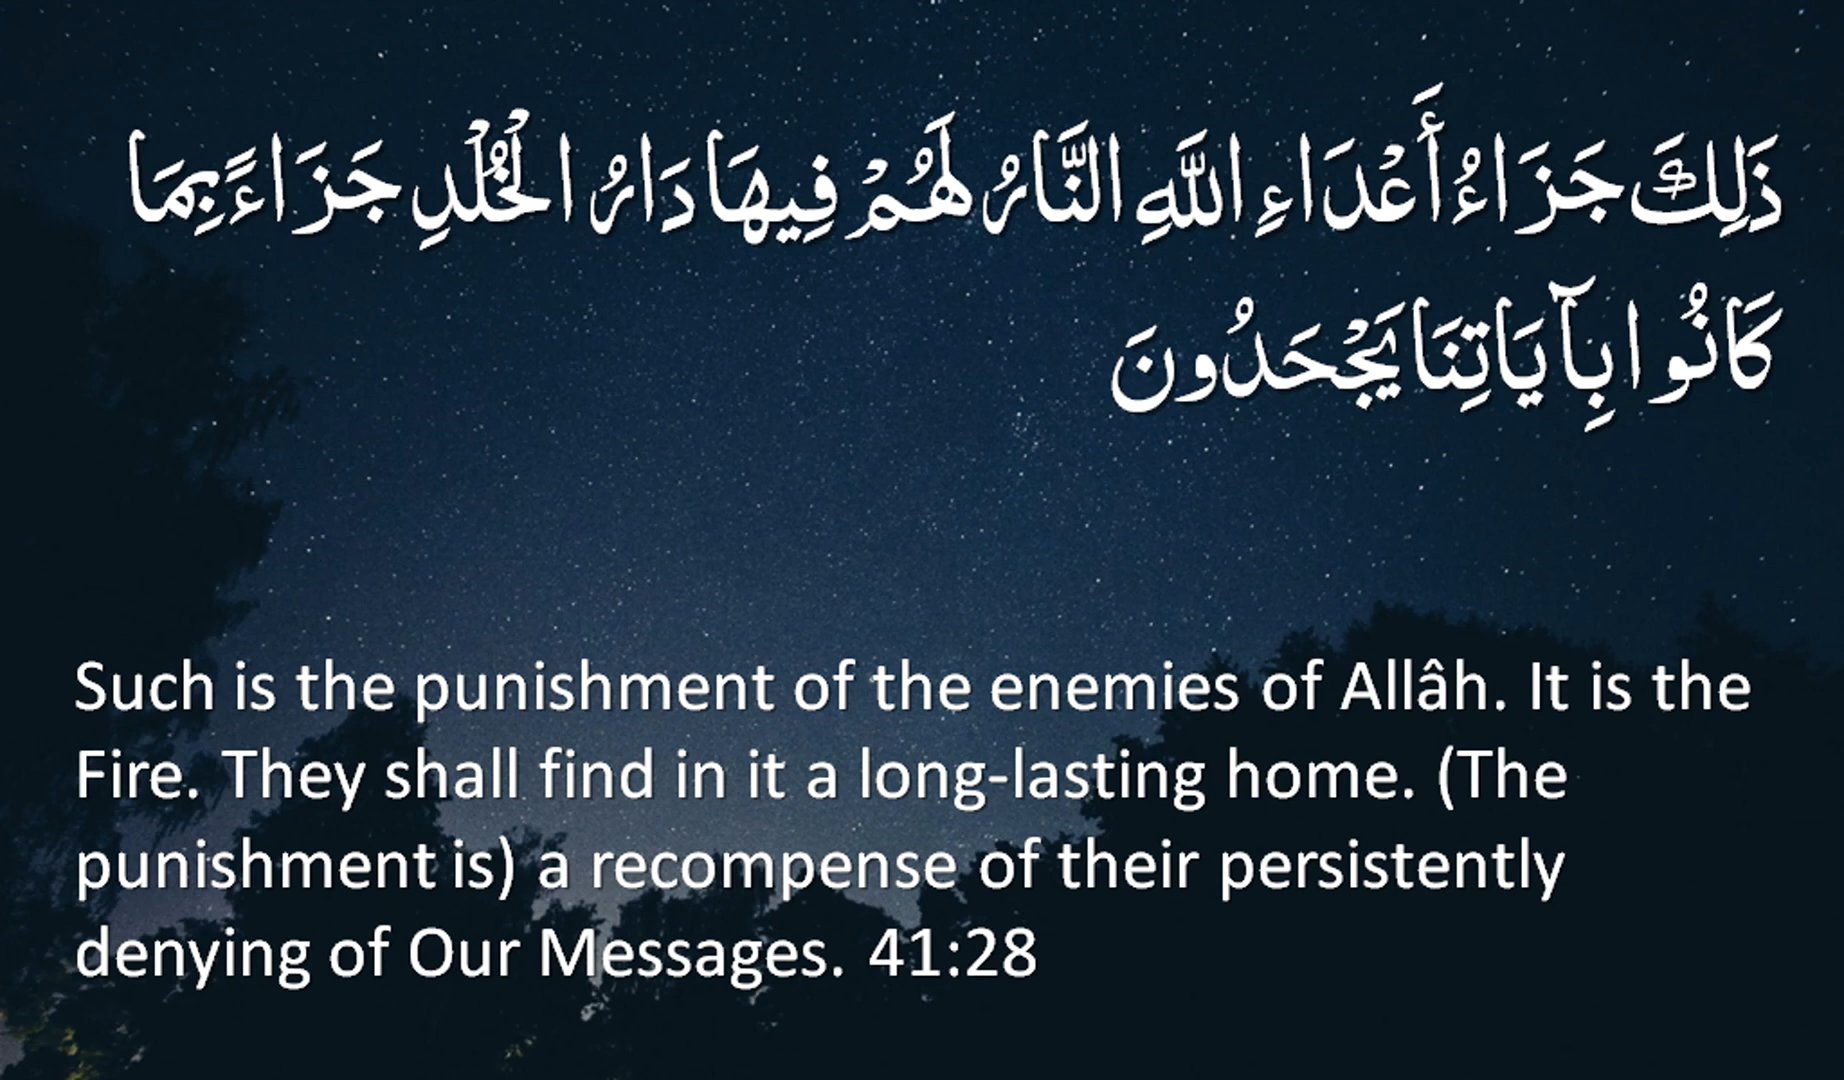 ذَلِكَ جَزَاءُ أَعْدَاءِ اللَّهِ النَّارُ لَهُمْ فِيهَا دَارُ الْخُلْدِ جَزَاءً بِمَا
كَانُوا بِآيَاتِنَا يَجْحَدُونَ
Such is the punishment of the enemies of Allâh. It is the
Fire. They shall find in it a long-lasting home. (The
punishment is) a recompense of their persistently
denying of Our Messages. 41:28